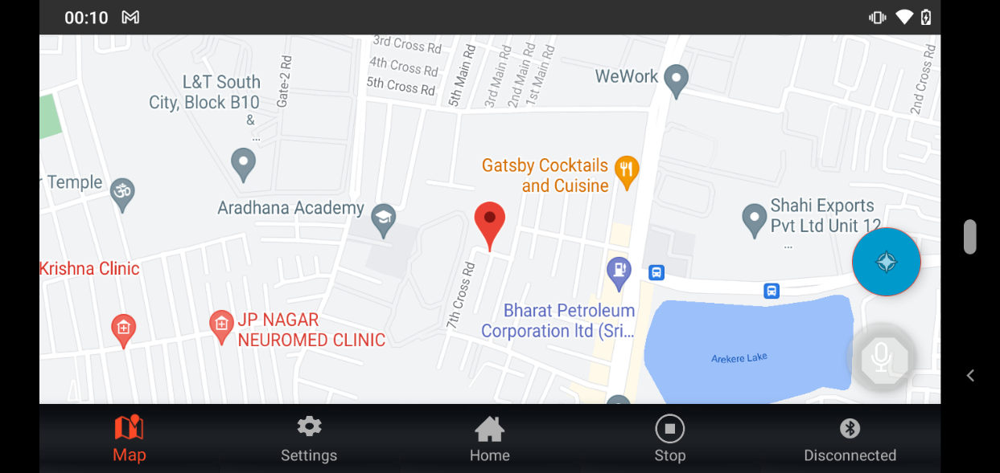 00:10
3rd Cross Rd
4th Cross Rd
5th Cross Rd
Gate-2 Rd
5th Main Rd
3rd Main Rd
2nd Main Rd
1st Main Rd
2nd Cross Rd
WeWork
L&T South
City, Block B10
&
...
Temple
Aradhana Academy
Gatsby Cocktails
and Cuisine
Shahi Exports
Pvt Ltd Unit 12
...
Krishna Clinic
7th Cross Rd
JP NAGAR
NEUROMED CLINIC
Bharat Petroleum
Corporation ltd (Sri...
Arekere Lake
Map
Settings
Home
Stop
Disconnected